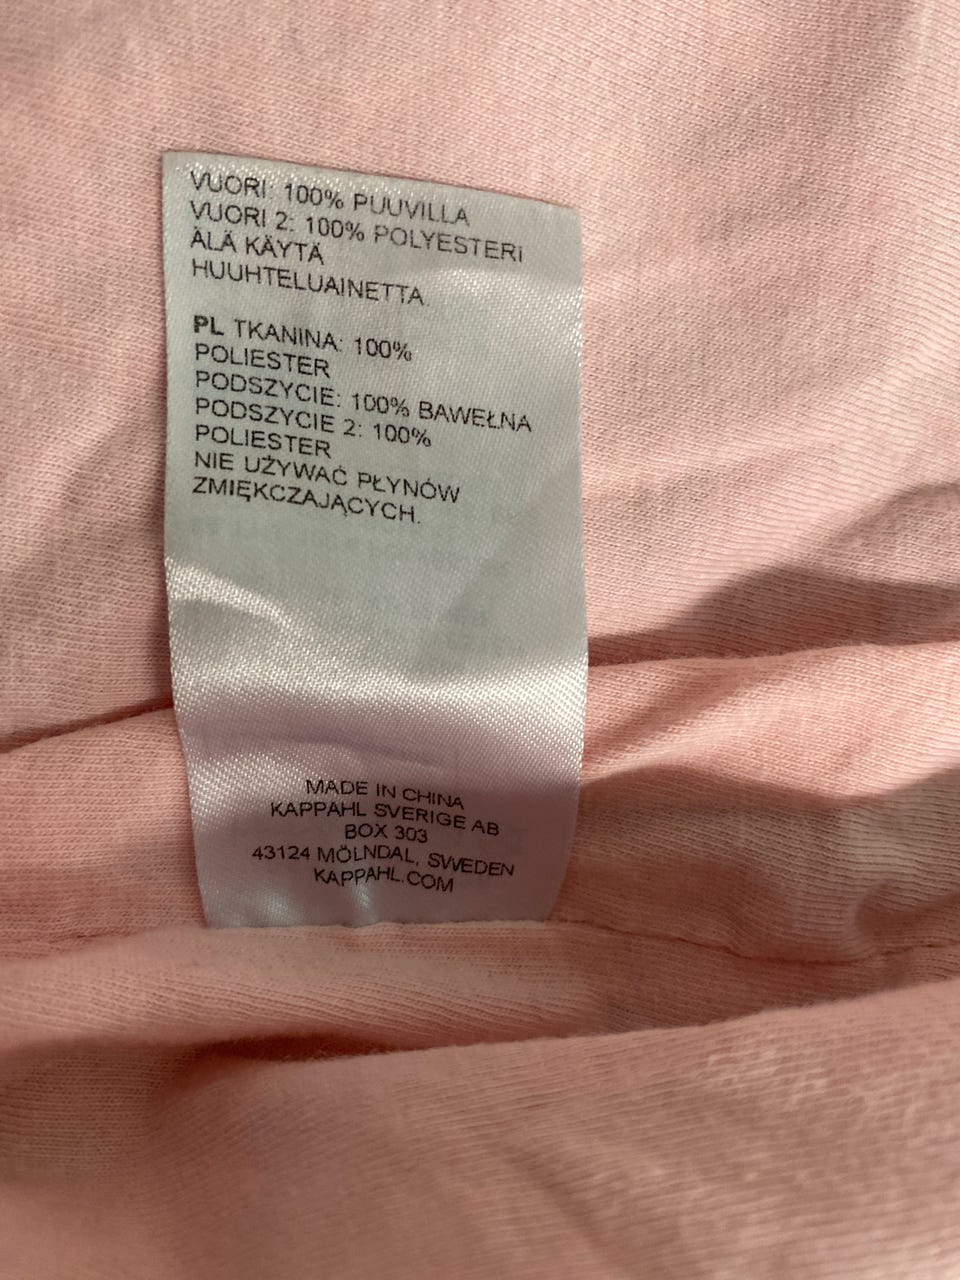 VUORI: 100% PUUVILLA
VUORI 2: 100% POLYESTERI
ÄLÄ KÄYTÄ
HUUHTELUAINETTA.
PL TKANINA: 100%
POLIESTER
PODSZYCIE: 100% BAWEŁNA
PODSZYCIE 2: 100%
POLIESTER
NIE UŻYWAĆ PŁYNÓW
ZMIĘKCZAJĄCYCH.
MADE IN CHINA
KAPPAHL SVERIGE AB
BOX 303
43124 MÖLNDAL, SWEDEN
KAPPAHL.COM